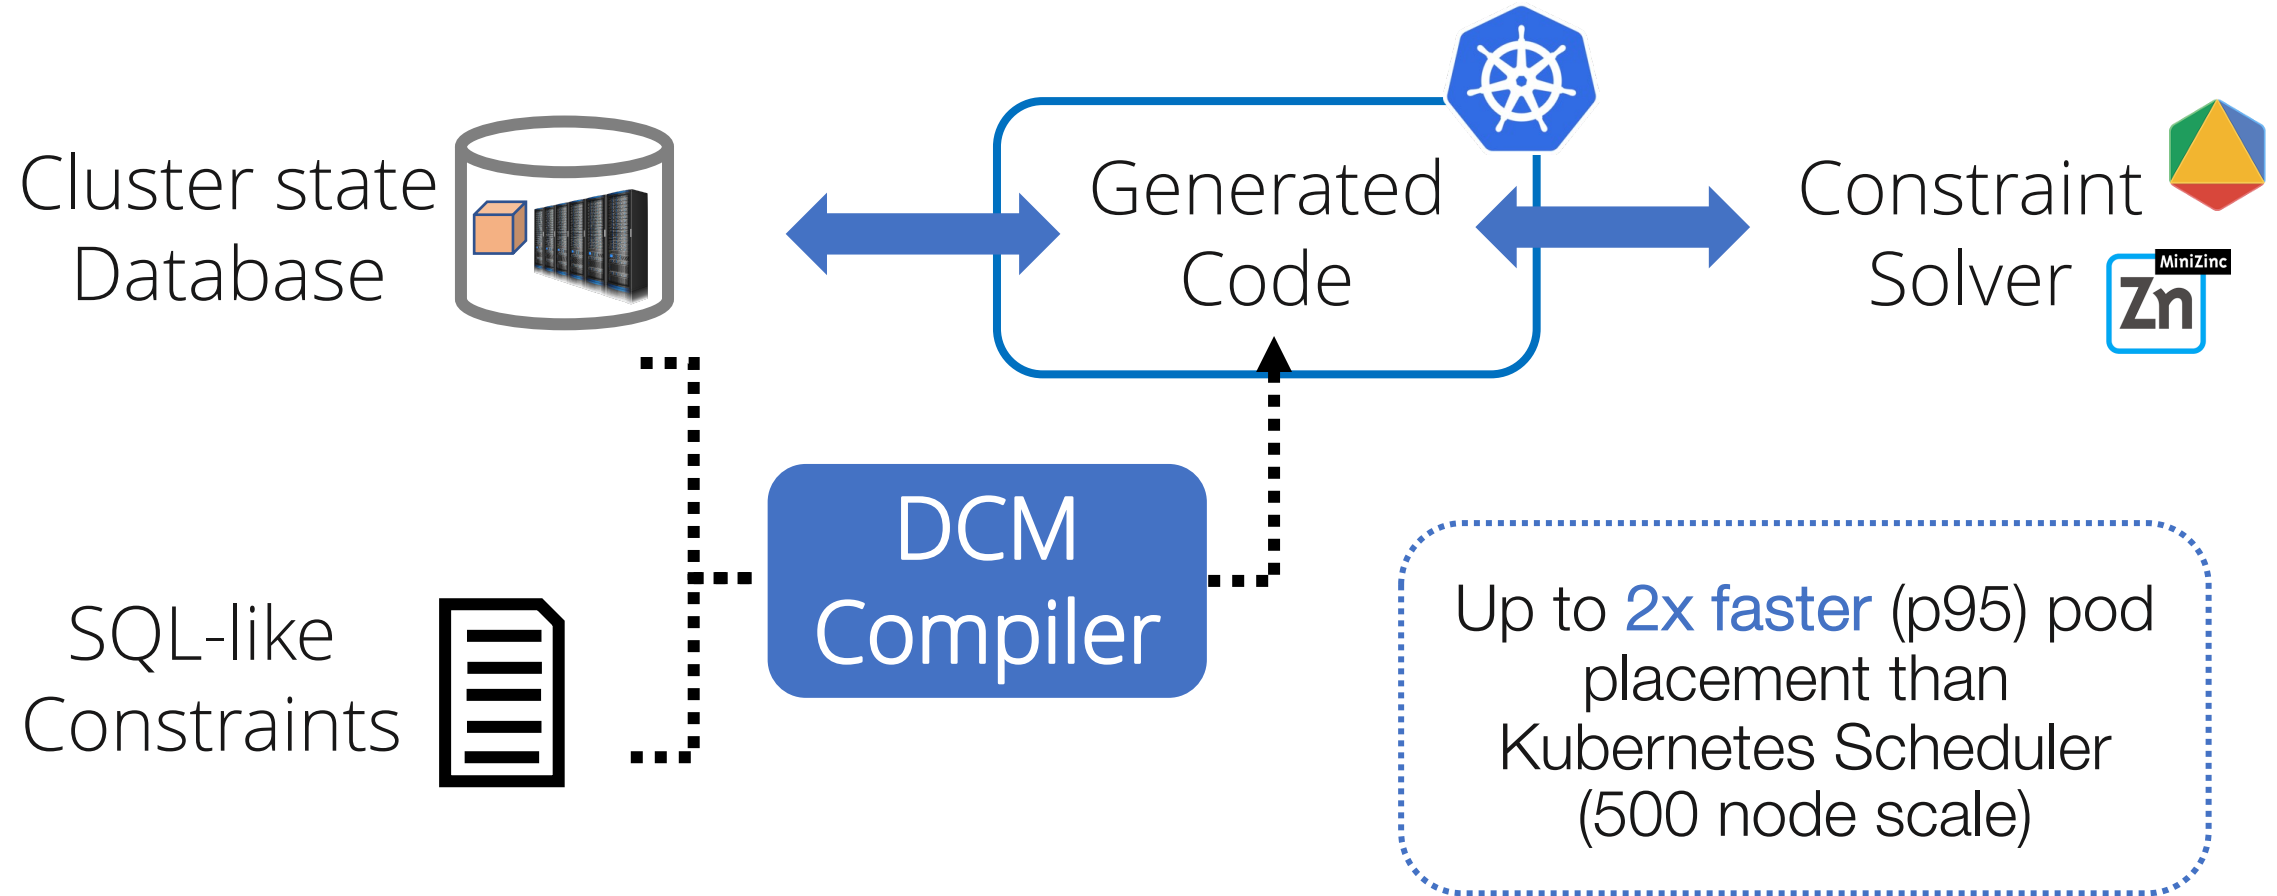 Cluster state
Database
Generated
Code
Constraint
Solver
MiniZinc
Zn
SQL-like
Constraints
DCM
Compiler
Up to 2x faster (p95) pod
placement than
Kubernetes Scheduler
(500 node scale)